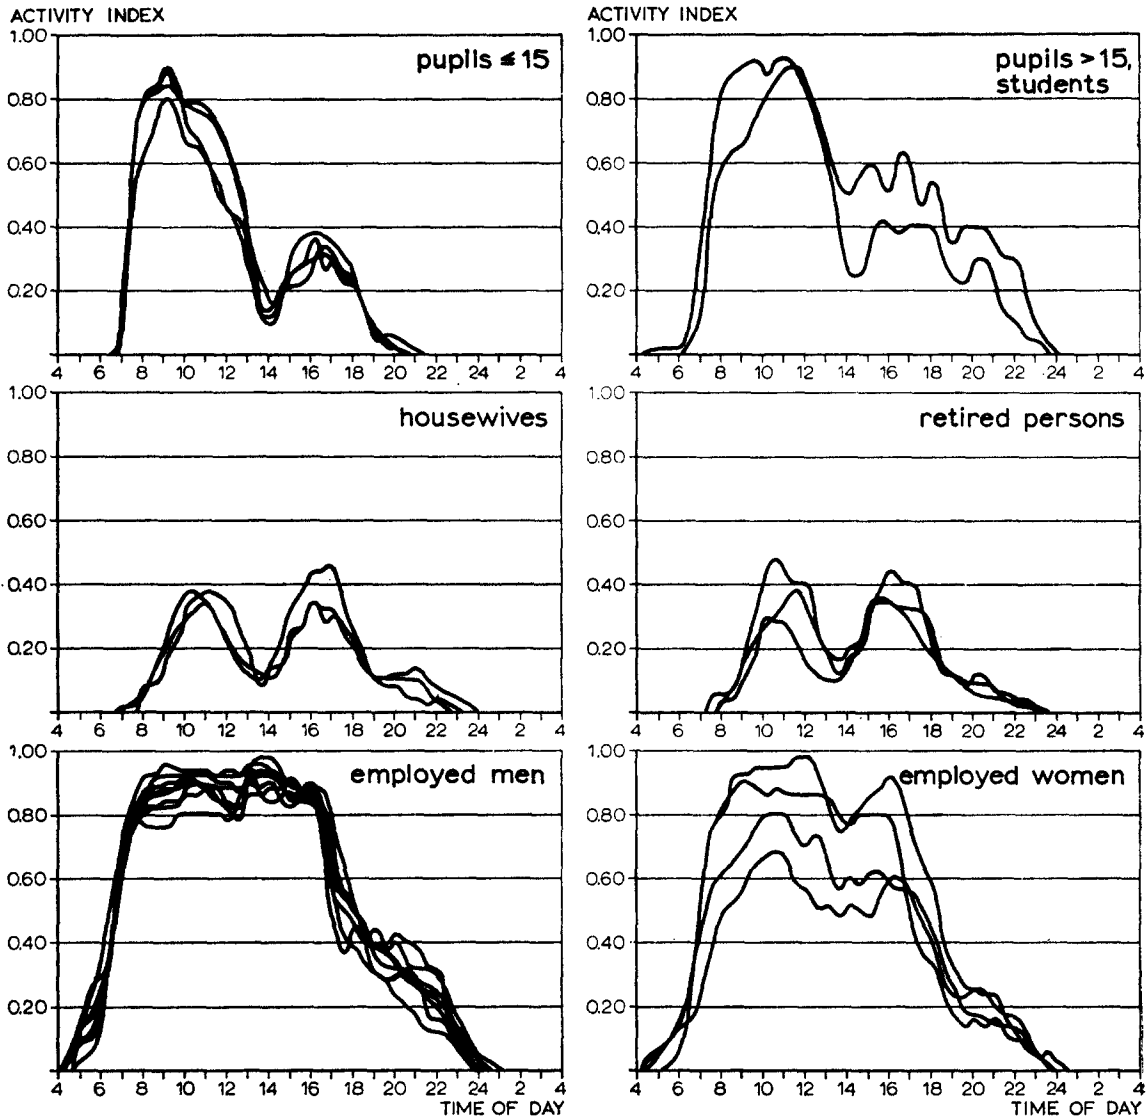 ACTIVITY INDEX
1.00
0.80
0.60
0.40
0.20
pupils ≤ 15
4 6 8 10 12 14 16 18 20 22 24 2 4
ACTIVITY INDEX
1.00
0.80
0.60
0.40
0.20
pupils > 15,
students
4 6 8 10 12 14 16 18 20 22 24 2 4
1.00
0.80
0.60
0.40
0.20
housewives
4 6 8 10 12 14 16 18 20 22 24 2 4
1.00
0.80
0.60
0.40
0.20
retired persons
4 6 8 10 12 14 16 18 20 22 24 2 4
1.00
0.80
0.60
0.40
0.20
employed men
4 6 8 10 12 14 16 18 20 22 24 2 4
TIME OF DAY
1.00
0.80
0.60
0.40
0.20
employed women
4 6 8 10 12 14 16 18 20 22 24 2 4
TIME OF DAY